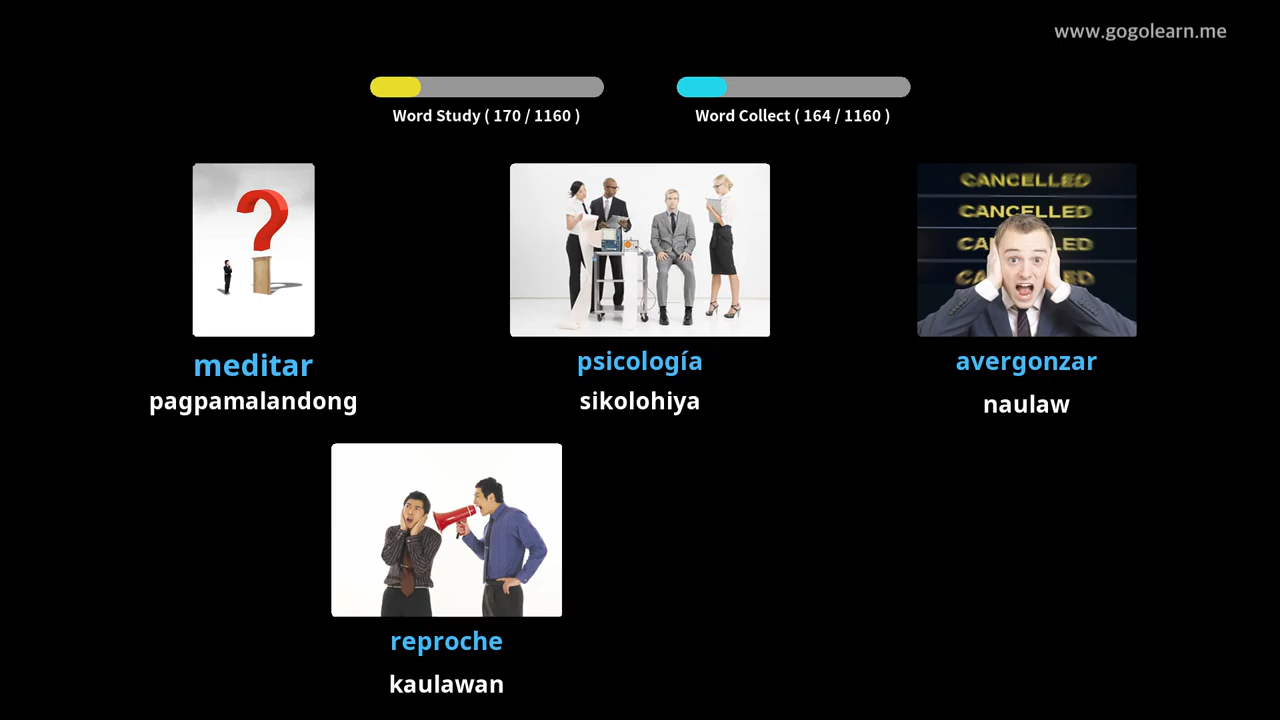 www.gogolearn.me
Word Study ( 170 / 1160 )
Word Collect ( 164 / 1160 )
CANCELLED
CANCELLED
meditar
pagpamalandong
psicología
sikolohiya
avergonzar
naulaw
reproche
kaulawan